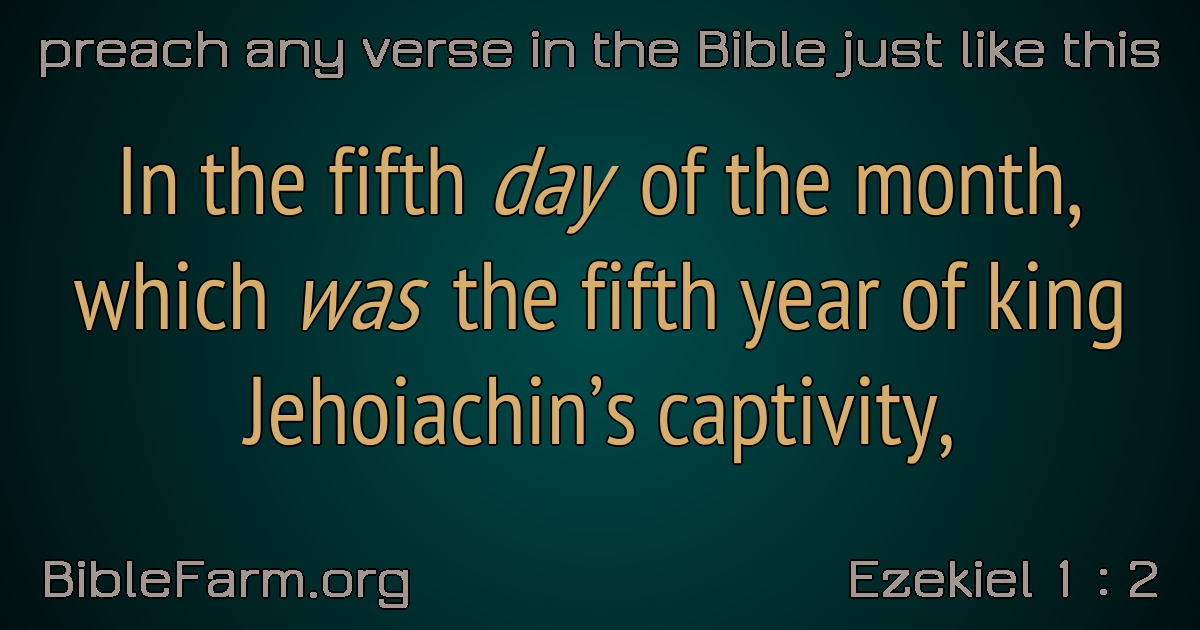 preach any verse in the Bible just like this
In the fifth day of the month,
which was the fifth year of king
Jehoiachin’s captivity,
BibleFarm.org
Ezekiel 1 : 2